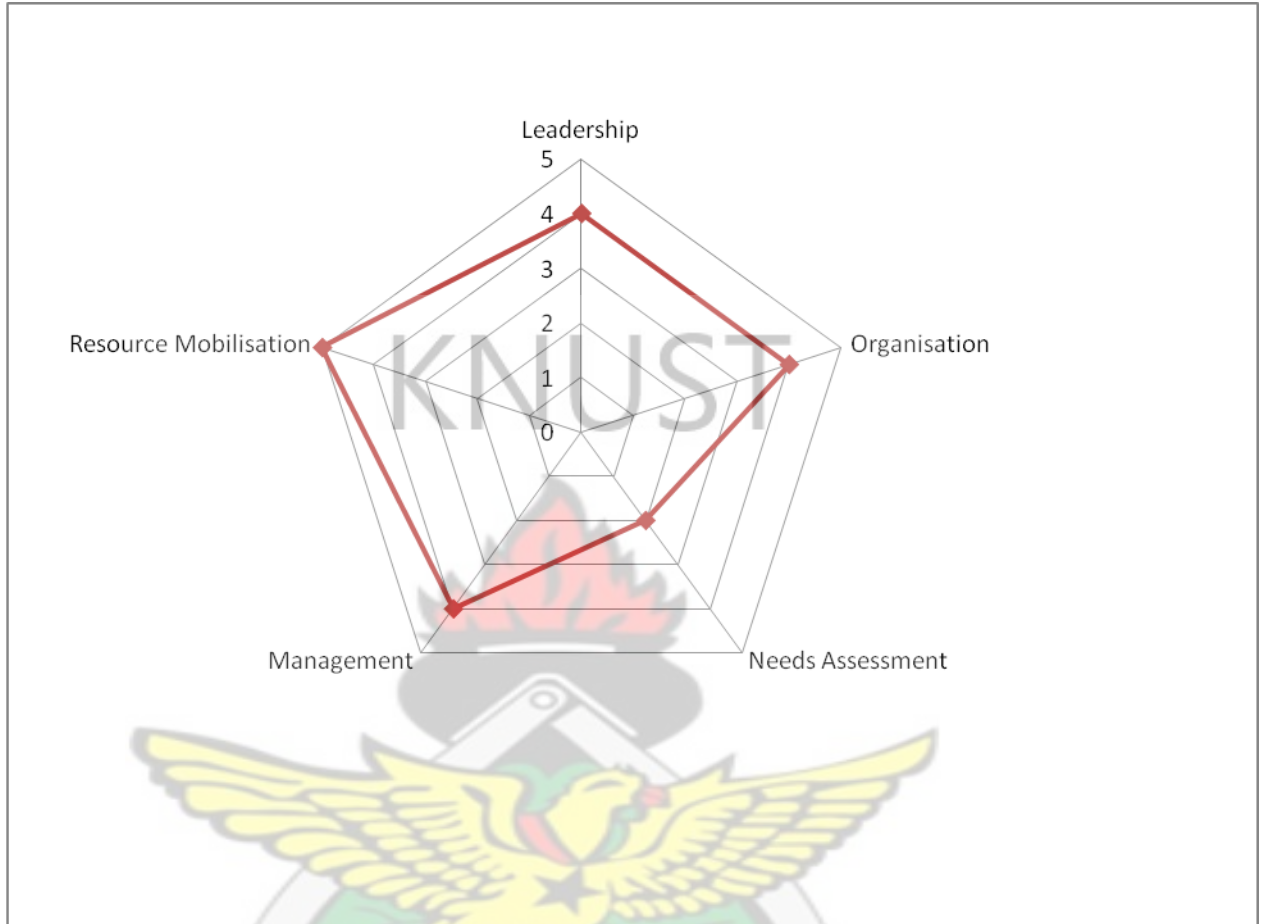 Leadership
5
4
3
2
1
0
Resource Mobilisation
Organisation
KNUST
Management
Needs Assessment